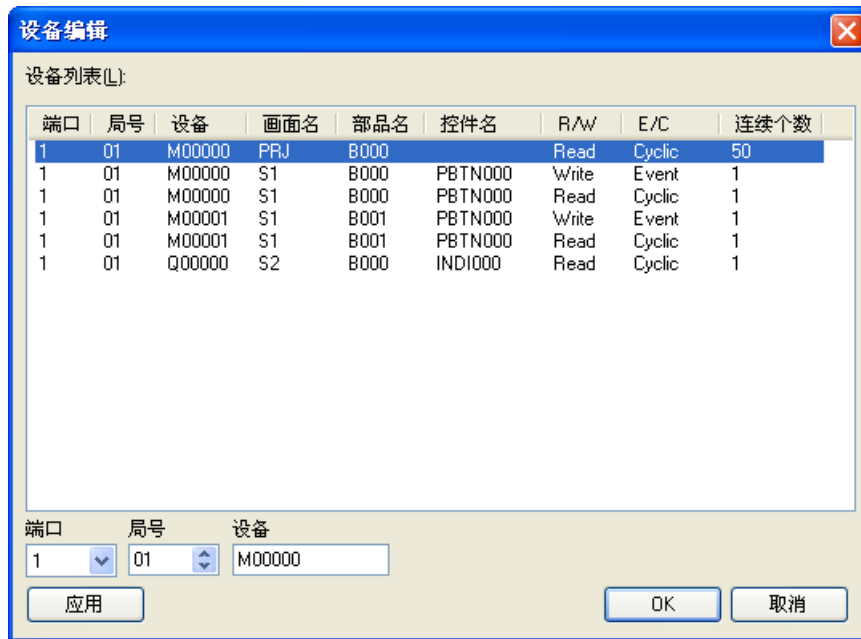 设备编辑
设备列表(L):
端口 局号 设备 画面名 部品名 控件名 R/W E/C 连续个数
1 01 M00000 PRJ B000 Read Cyclic 50
1 01 M00000 S1 B000 PBTN000 Write Event 1
1 01 M00000 S1 B000 PBTN000 Read Cyclic 1
1 01 M00001 S1 B001 PBTN000 Write Event 1
1 01 M00001 S1 B001 PBTN000 Read Cyclic 1
1 01 Q00000 S2 B000 INDI000 Read Cyclic 1
端口 局号 设备
1 01 M00000
应用 OK 取消